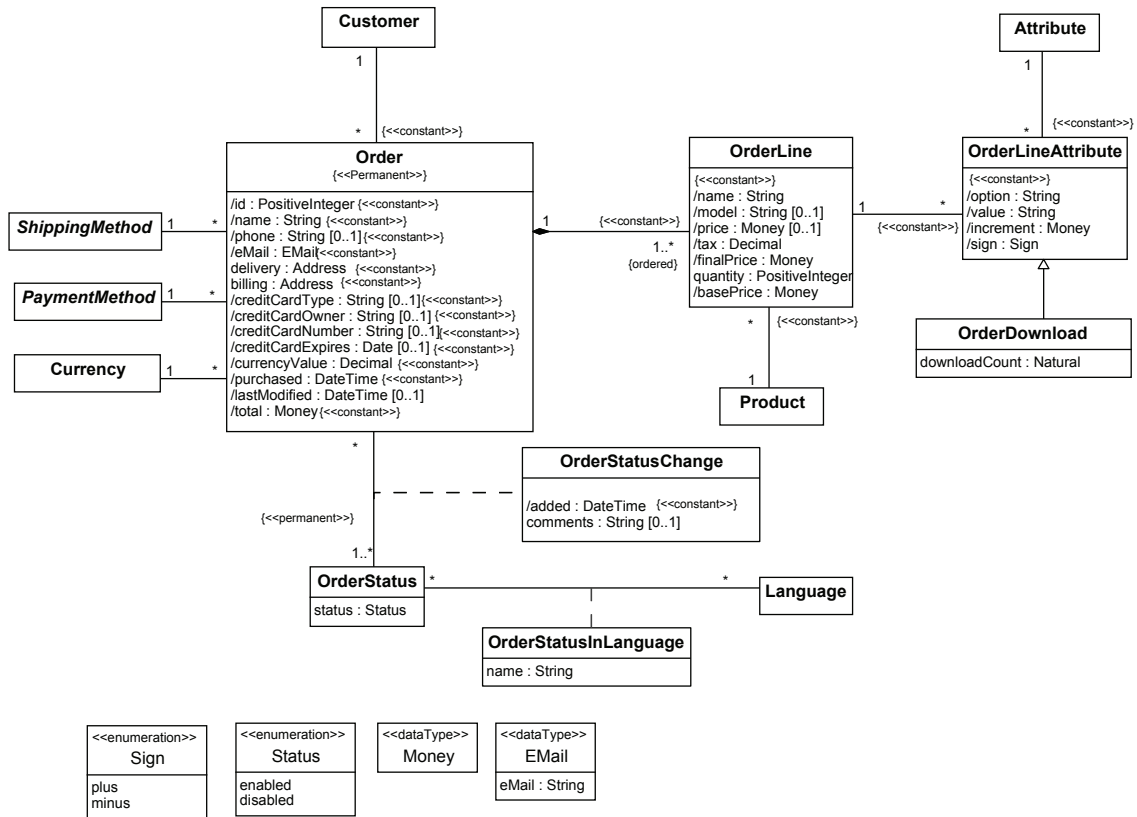 Customer
1
*
{<<constant>>}
Attribute
1
*
{<<constant>>}
Order
{<<Permanent>>}
/id : PositiveInteger {<<constant>>}
/name : String {<<constant>>}
/phone : String [0..1] {<<constant>>}
/eMail : EMail{<<constant>>}
delivery : Address {<<constant>>}
billing : Address {<<constant>>}
/creditCardType : String [0..1] {<<constant>>}
/creditCardOwner : String [0..1] {<<constant>>}
/creditCardNumber : String [0..1] {<<constant>>}
/creditCardExpires : Date [0..1] {<<constant>>}
/currencyValue : Decimal {<<constant>>}
/purchased : DateTime {<<constant>>}
/lastModified : DateTime [0..1]
/total : Money{<<constant>>}
ShippingMethod
1
*
PaymentMethod
1
*
Currency
1
*
1
{<<constant>>}
1..*
{ordered}
OrderLine
{<<constant>>}
/name : String
/model : String [0..1]
/price : Money [0..1]
/tax : Decimal
/finalPrice : Money
quantity : PositiveInteger
/basePrice : Money
1
*
{<<constant>>}
OrderLineAttribute
{<<constant>>}
/option : String
/value : String
/increment : Money
/sign : Sign
OrderDownload
downloadCount : Natural
*
{<<constant>>}
1
Product
*
{<<permanent>>}
1..*
OrderStatusChange
/added : DateTime {<<constant>>}
comments : String [0..1]
OrderStatus
status : Status
*
*
Language
OrderStatusInLanguage
name : String
<<enumeration>>
Sign
plus
minus
<<enumeration>>
Status
enabled
disabled
<<dataType>>
Money
<<dataType>>
EMail
eMail : String